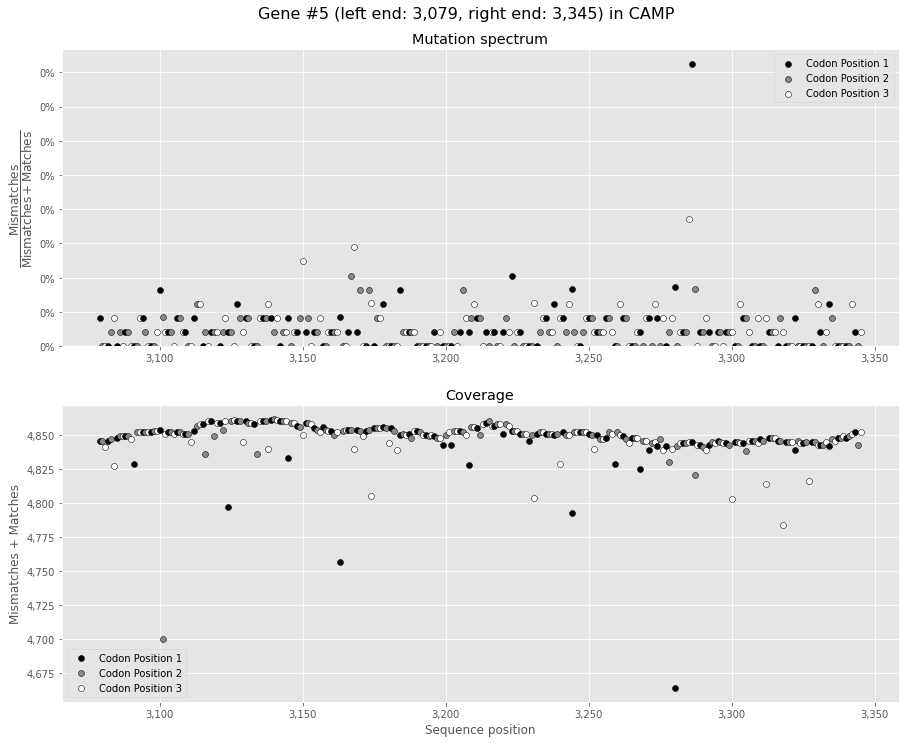 Gene #5 (left end: 3,079, right end: 3,345) in CAMP
Mutation spectrum
Mismatches
Mismatches + Matches
0%
0%
0%
0%
0%
0%
0%
0%
0%
Codon Position 1
Codon Position 2
Codon Position 3
3,100
3,150
3,200
3,250
3,300
3,350
Coverage
Mismatches + Matches
4,850
4,825
4,800
4,775
4,750
4,725
4,700
4,675
Codon Position 1
Codon Position 2
Codon Position 3
3,100
3,150
3,200
3,250
3,300
3,350
Sequence position